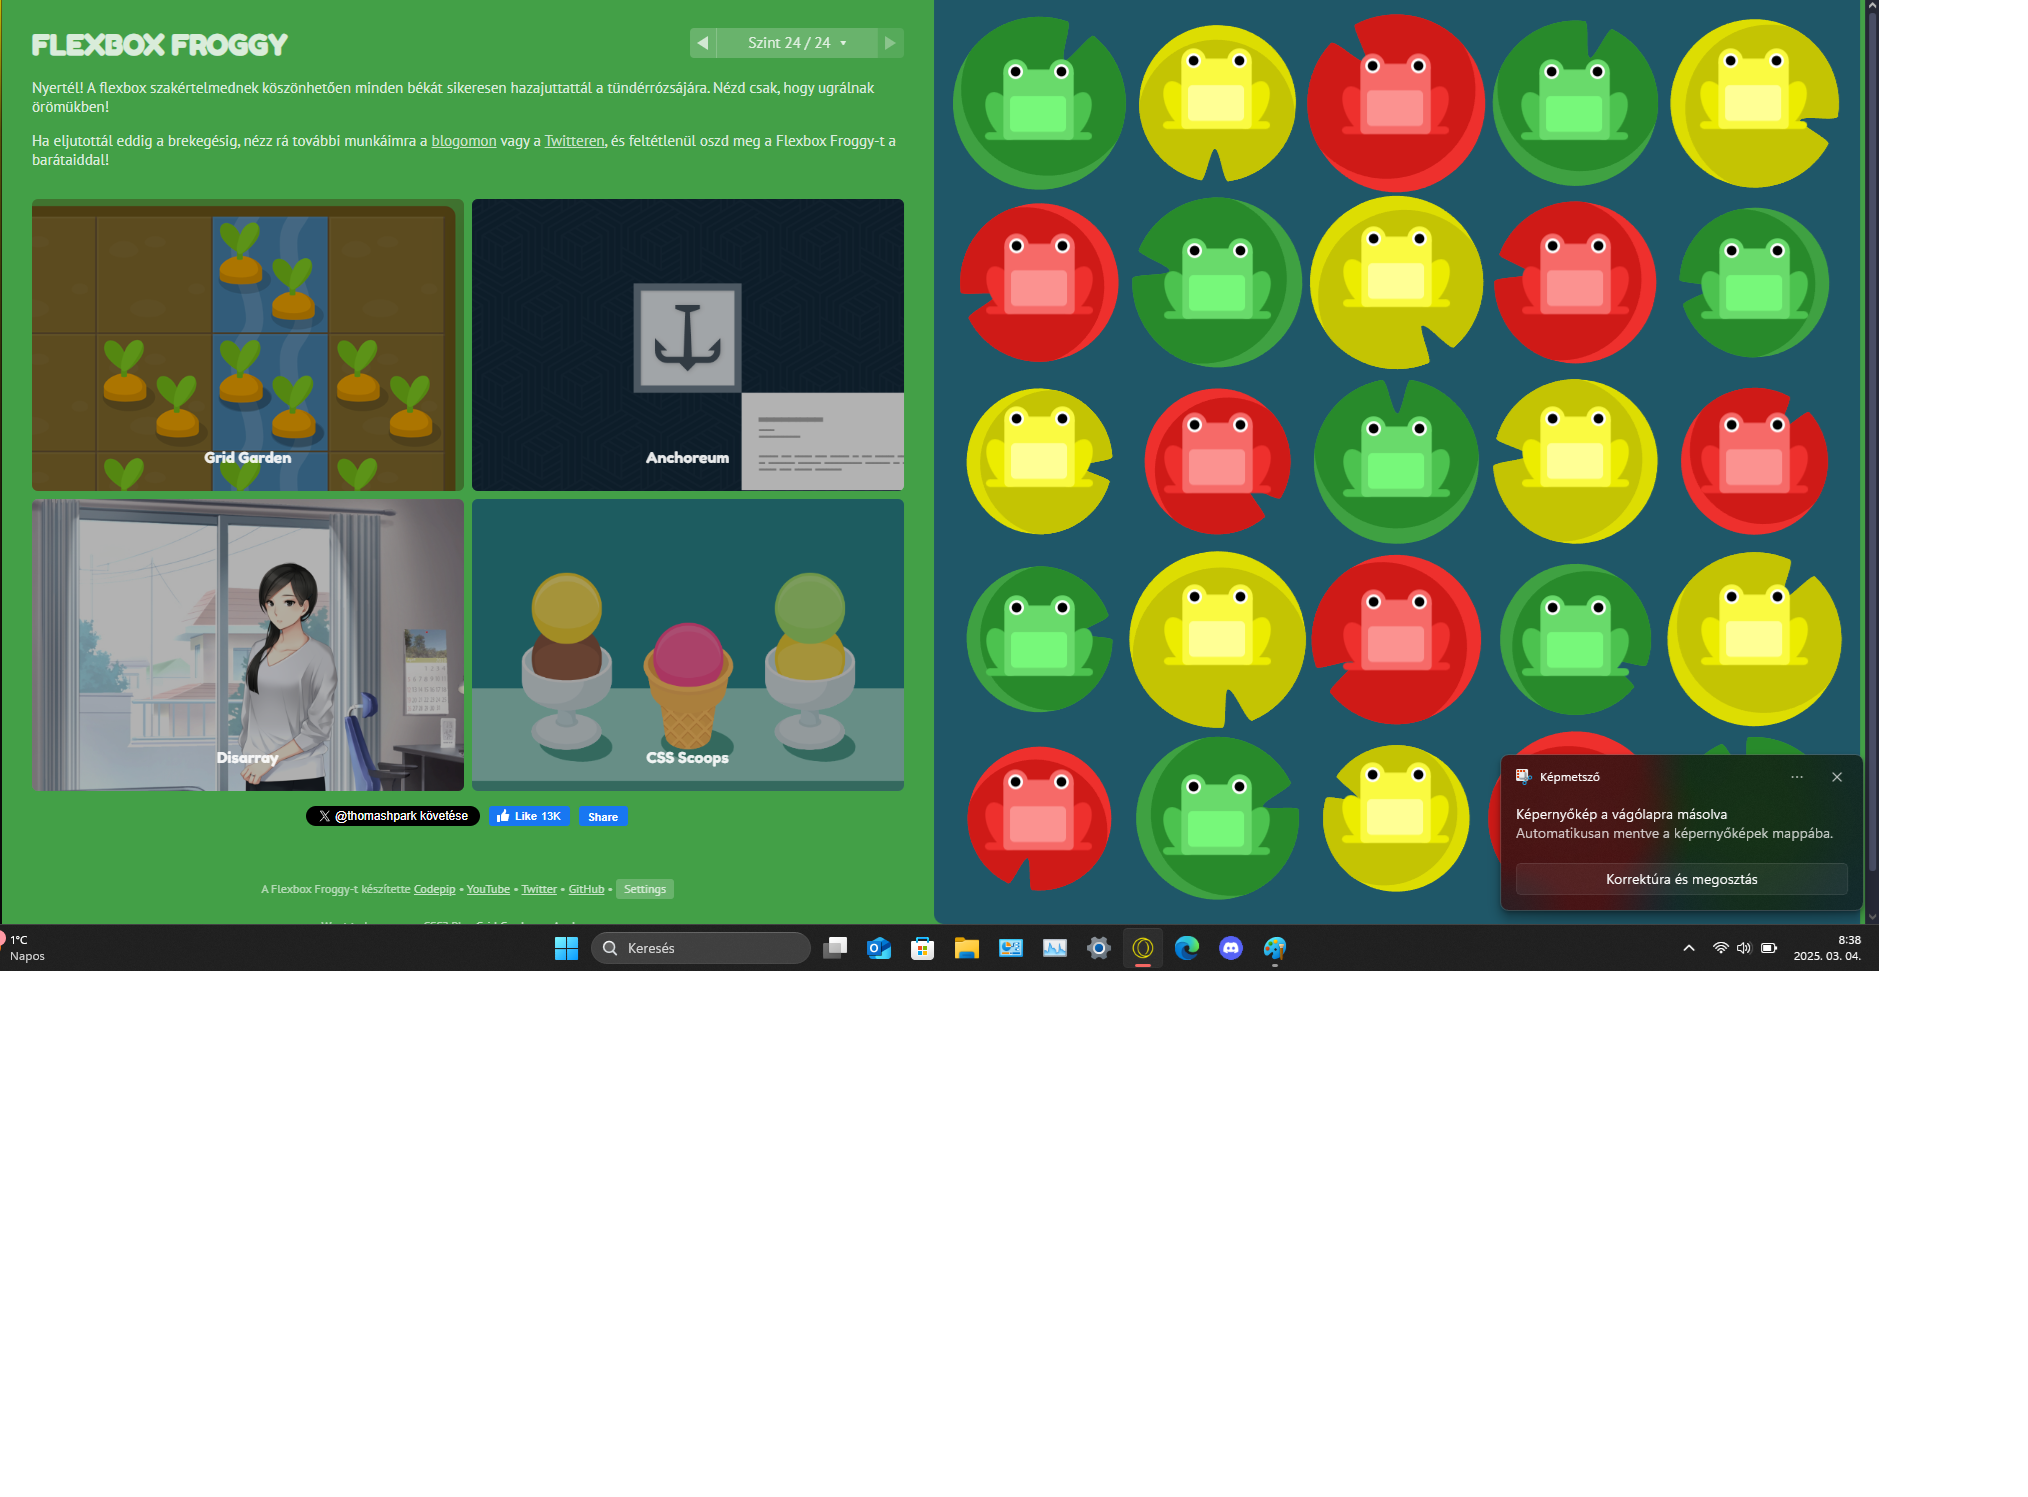 FLEXBOX FROGGY
Szint 24 / 24
Nyertél! A flexbox szakértelmednek köszönhetően minden békát sikeresen hazajuttattál a tündérrózsájára. Nézd csak, hogy ugrálnak
örömükben!
Ha eljutottál eddig a brekegésig, nézz rá további munkáimra a blogomon vagy a Twitteren, és feltétlenül oszd meg a Flexbox Froggy-t a
barátaiddal!
Grid Garden
Anchoreum
Disarray
CSS Scoops
@thomashpark követése
Like 13K
Share
A Flexbox Froggy-t készítette Codepip • YouTube • Twitter • GitHub • Settings
Képmetsző
Képernyőkép a vágólapra másolva
Automatikusan mentve a képernyőképek mappába.
Korrektúra és megosztás
1°C
Napos
Keresés
8:38
2025. 03. 04.